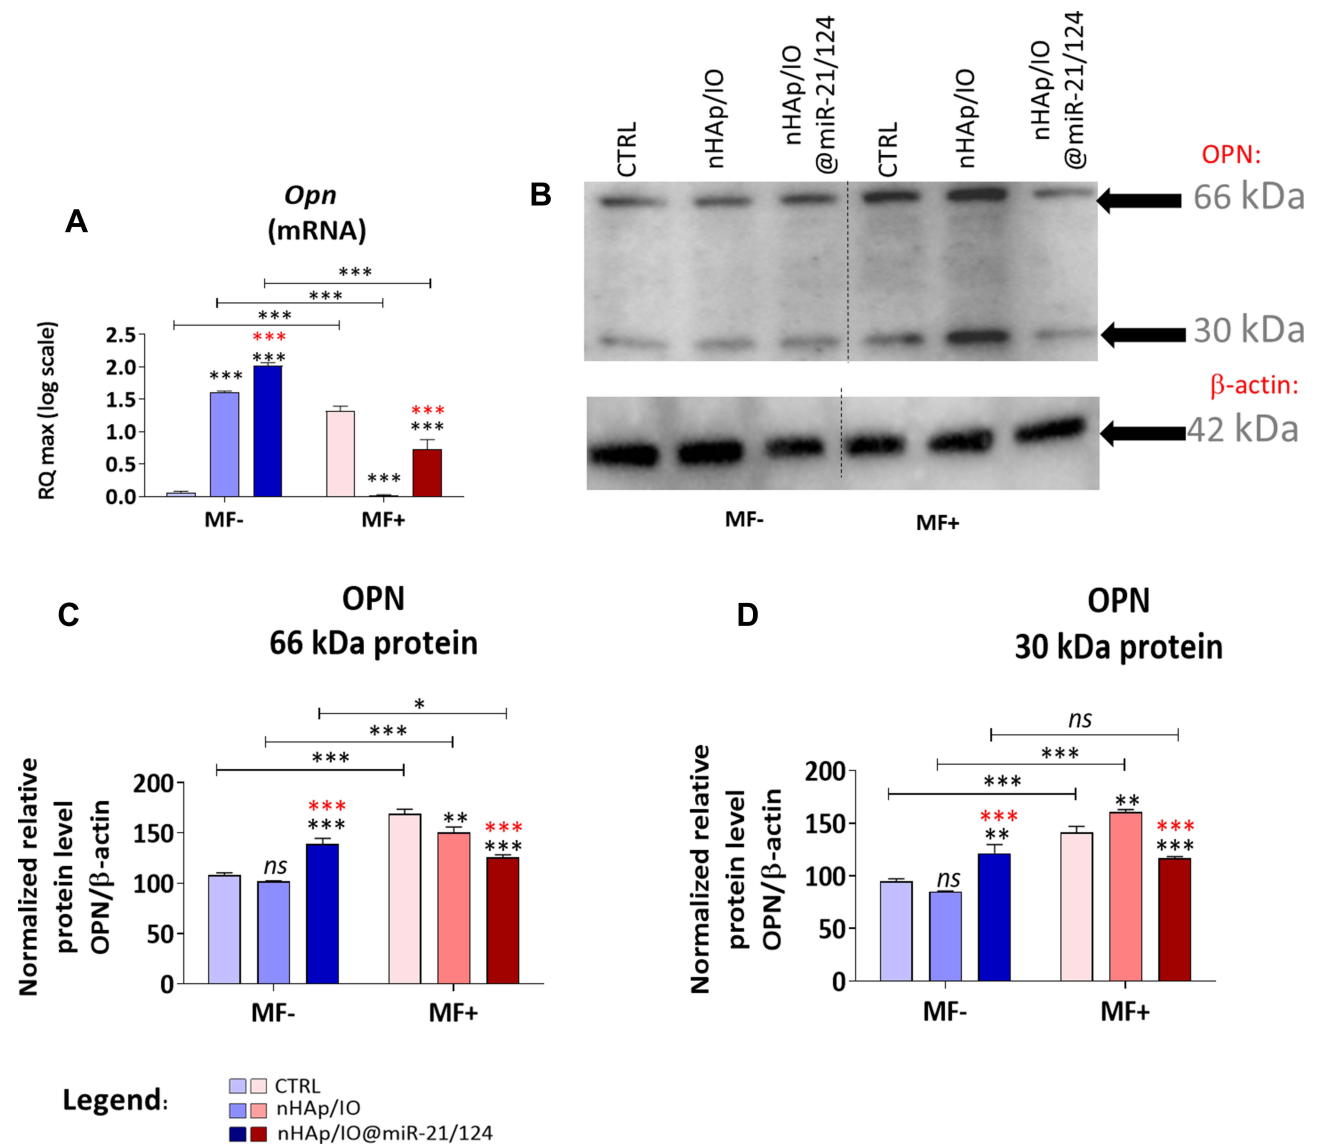 A
Opn
(mRNA)
***
***
***
***
***
***
***
***
***
RQ max (log scale)
2.5
2.0
1.5
1.0
0.5
0.0
MF-
MF+
B
CTRL
nHAp/IO
nHAp/IO
@miR-21/124
CTRL
nHAp/IO
nHAp/IO
@miR-21/124
OPN:
66 kDa
30 kDa
β-actin:
42 kDa
MF-
MF+
C
OPN
66 kDa protein
*
***
***
***
***
ns
**
***
***
Normalized relative
protein level
OPN/β-actin
200
150
100
50
0
MF-
MF+
D
OPN
30 kDa protein
ns
***
***
***
**
ns
**
***
***
Normalized relative
protein level
OPN/β-actin
200
150
100
50
0
MF-
MF+
Legend:
CTRL
nHAp/IO
nHAp/IO@miR-21/124